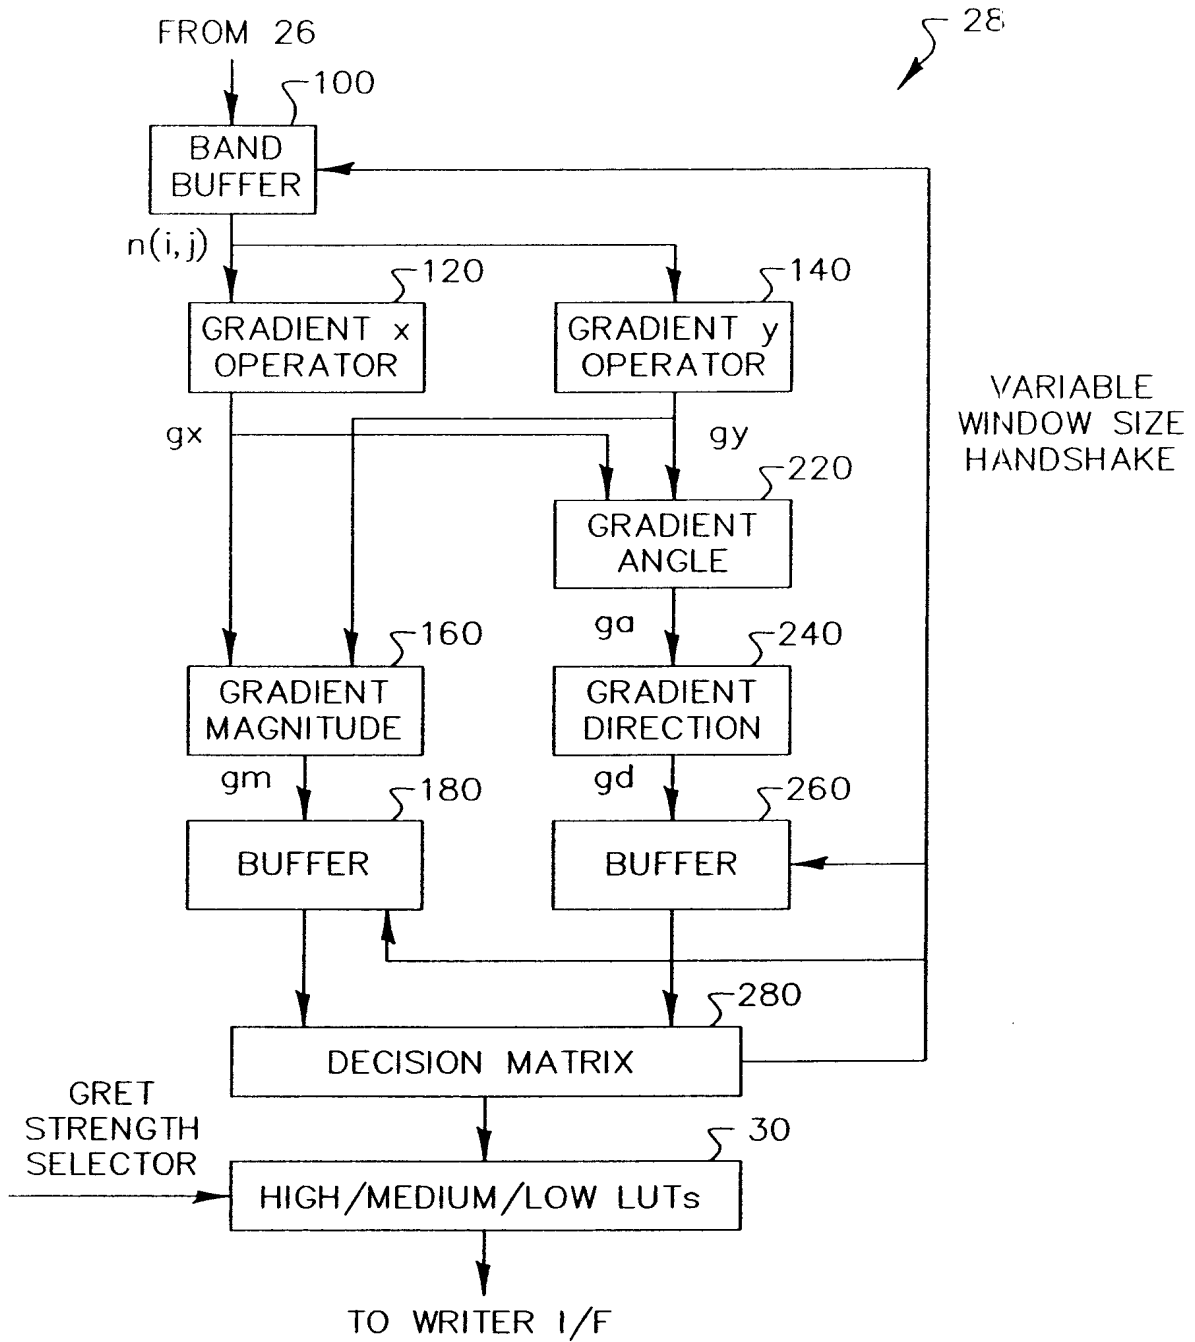 FROM 26
28
100
BAND
BUFFER
n(i,j)
120
140
GRADIENT x
OPERATOR
GRADIENT y
OPERATOR
VARIABLE
WINDOW SIZE
HANDSHAKE
gx
gy
220
GRADIENT
ANGLE
ga
160
240
GRADIENT
MAGNITUDE
GRADIENT
DIRECTION
gm
180
gd
260
BUFFER
BUFFER
280
DECISION MATRIX
GRET
STRENGTH
SELECTOR
30
HIGH/MEDIUM/LOW LUTs
TO WRITER I/F